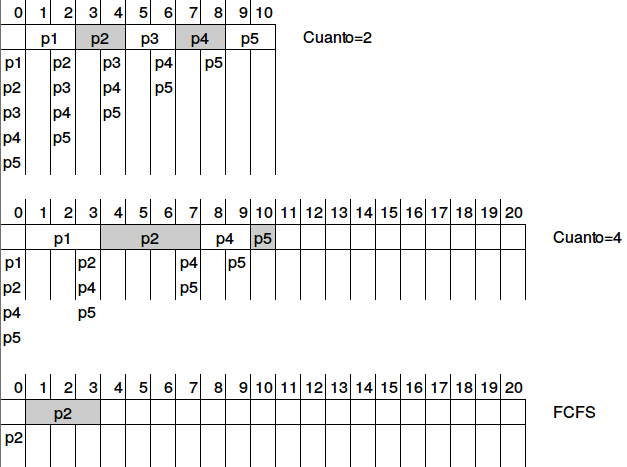 0 1 2 3 4 5 6 7 8 9 10
p1 p2 p3 p4 p5 Cuanto=2
p1 p2 p3 p4 p5
p2 p3 p4 p5
p3 p4 p5
p4 p5
p5
0 1 2 3 4 5 6 7 8 9 10 11 12 13 14 15 16 17 18 19 20
p1 p2 p4 p5 Cuanto=4
p1 p2 p4 p5
p2 p4 p5
p4 p5
p5
0 1 2 3 4 5 6 7 8 9 10 11 12 13 14 15 16 17 18 19 20
p2 FCFS
p2